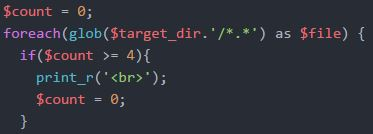 $count = 0;
foreach(glob($target_dir.'/*.*') as $file) {
if($count >= 4){
print_r('<br>');
$count = 0;
}